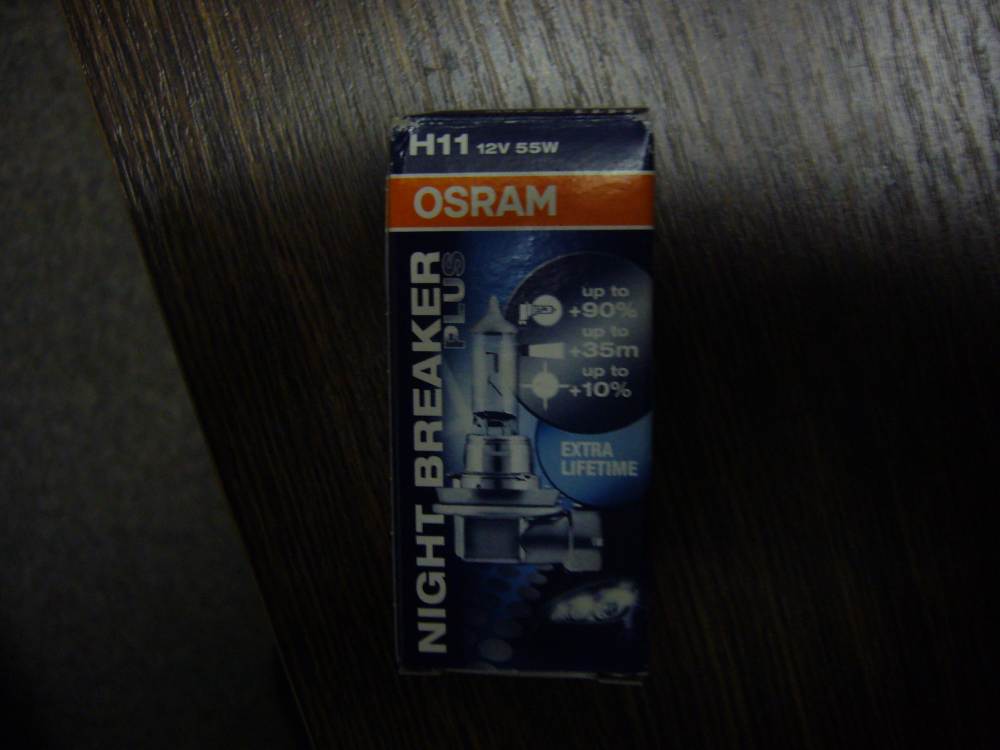 H11 12V 55W
OSRAM
NIGHT BREAKER
PLUS
up to
+90%
up to
+35m
up to
+10%
EXTRA
LIFETIME